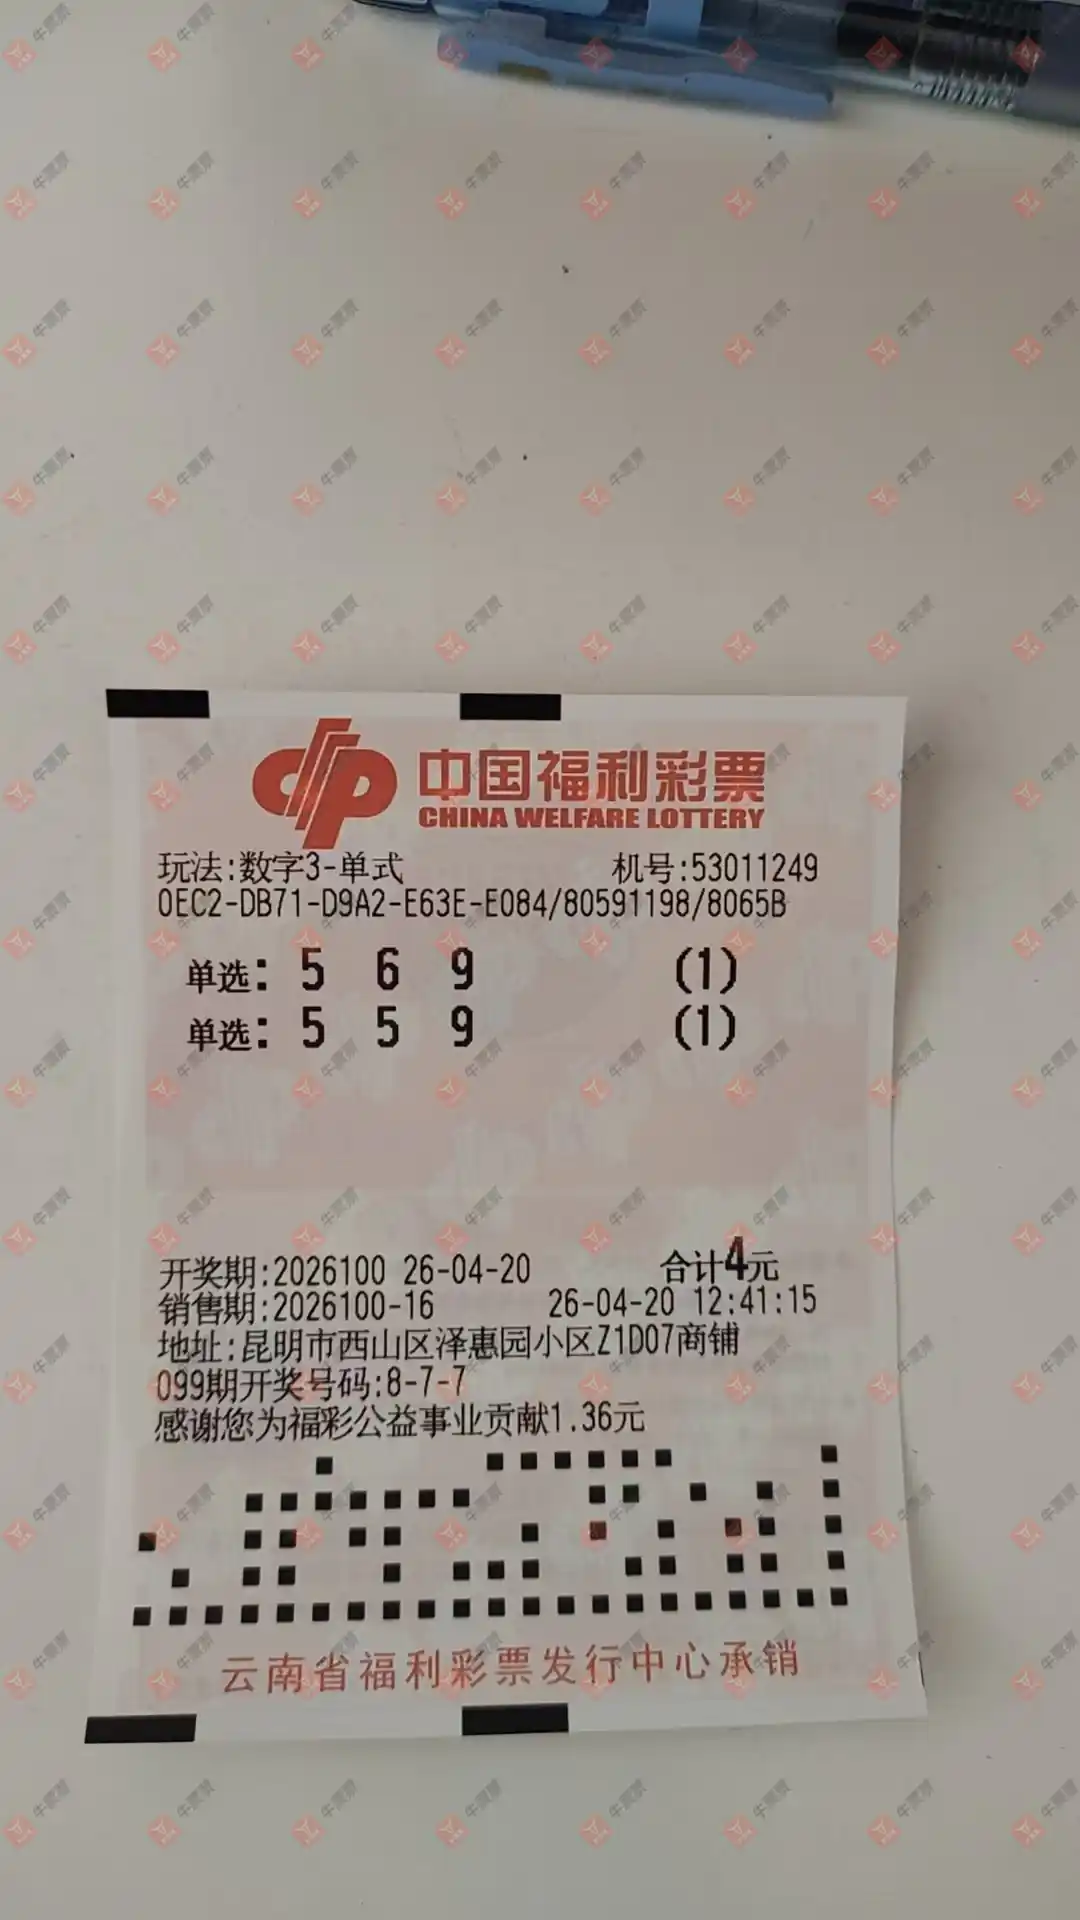 中国福利彩票
CHINA WELFARE LOTTERY
玩法:数字3-单式 机号:53011249
0EC2-DB71-D9A2-E63E-E084/80591198/8065B
单选: 5 6 9 (1)
单选: 5 5 9 (1)
开奖期:2026100 26-04-20 合计4元
销售期:2026100-16 26-04-20 12:41:15
地址:昆明市西山区泽惠园小区Z1D07商铺
099期开奖号码:8-7-7
感谢您为福彩公益事业贡献1.36元
云南省福利彩票发行中心承销